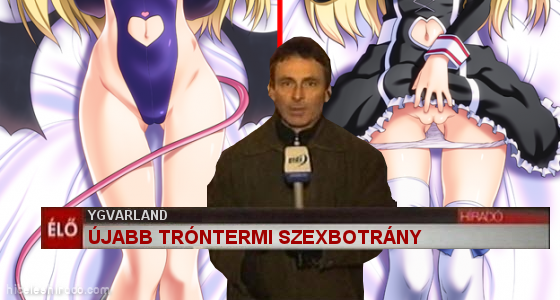 YGVARLAND
HÍRADÓ
ÉLŐ
ÚJABB TRÓNTERMI SZEXBOTRÁNY